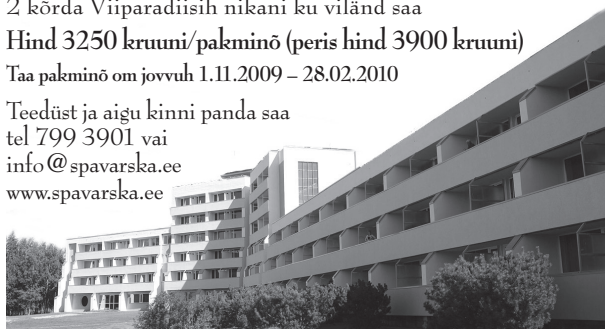 2 kõrda Viiparadiisih nikani ku viländ saa
Hind 3250 kruuni/pakminõ (peris hind 3900 kruuni)
Taa pakminõ om jovvuh 1.11.2009 – 28.02.2010
Teedüst ja aigu kinni panda saa
tel 799 3901 vai
info@spavarska.ee
www.spavarska.ee